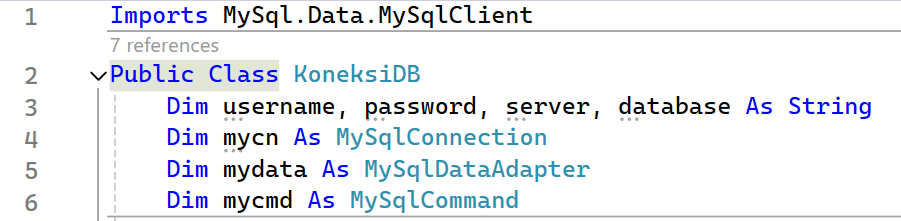 1 Imports MySql.Data.MySqlClient
7 references
2 Public Class KoneksiDB
3 Dim username, password, server, database As String
4 Dim mycn As MySqlConnection
5 Dim mydata As MySqlDataAdapter
6 Dim mycmd As MySqlCommand